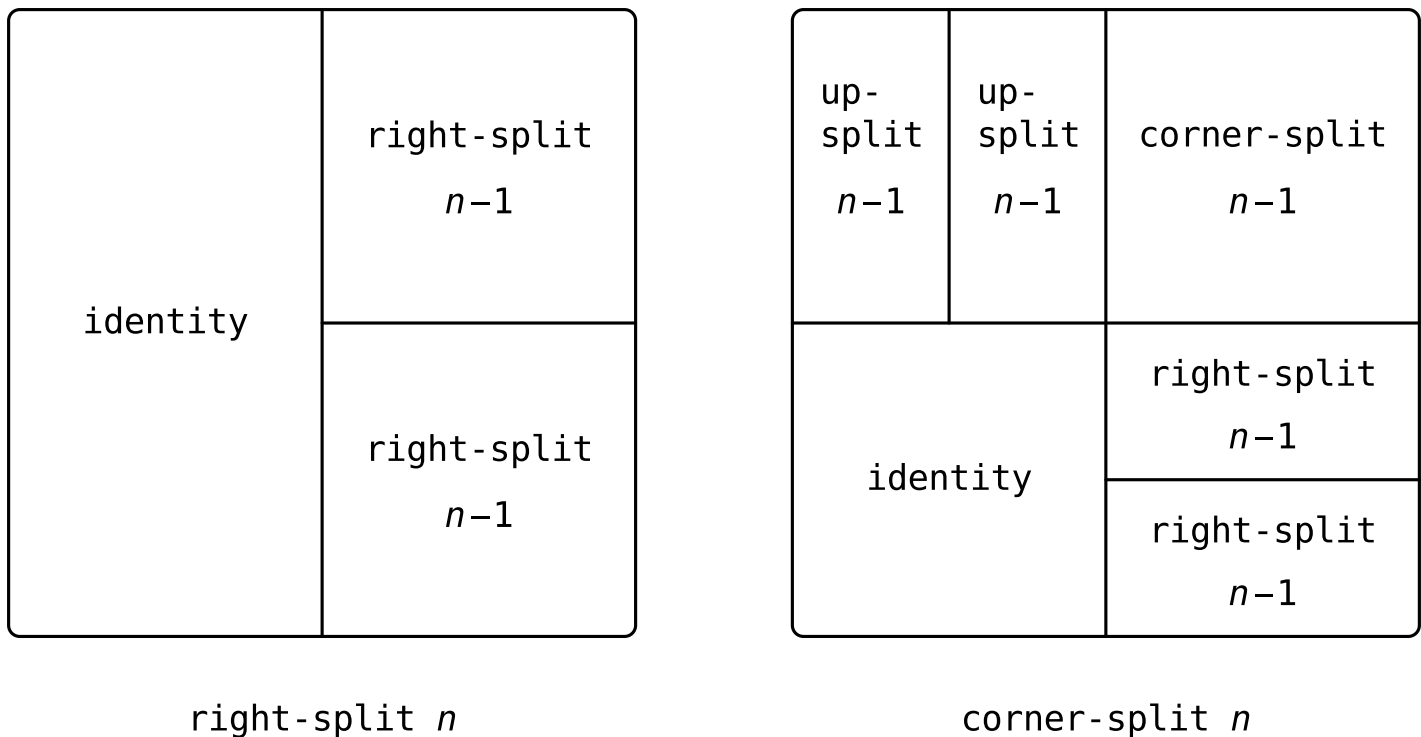 right-split
n−1
identity
right-split
n−1
right-split n
up-
split
n−1
up-
split
n−1
corner-split
n−1
identity
right-split
n−1
right-split
n−1
corner-split n